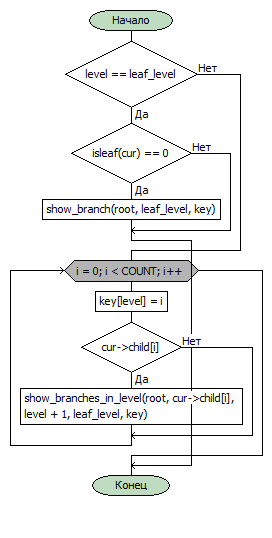 Начало
level == leaf_level
Нет
Да
isleaf(cur) == 0
Нет
Да
show_branch(root, leaf_level, key)
i = 0; i < COUNT; i++
key[level] = i
cur->child[i]
Нет
Да
show_branches_in_level(root, cur->child[i],
level + 1, leaf_level, key)
Конец